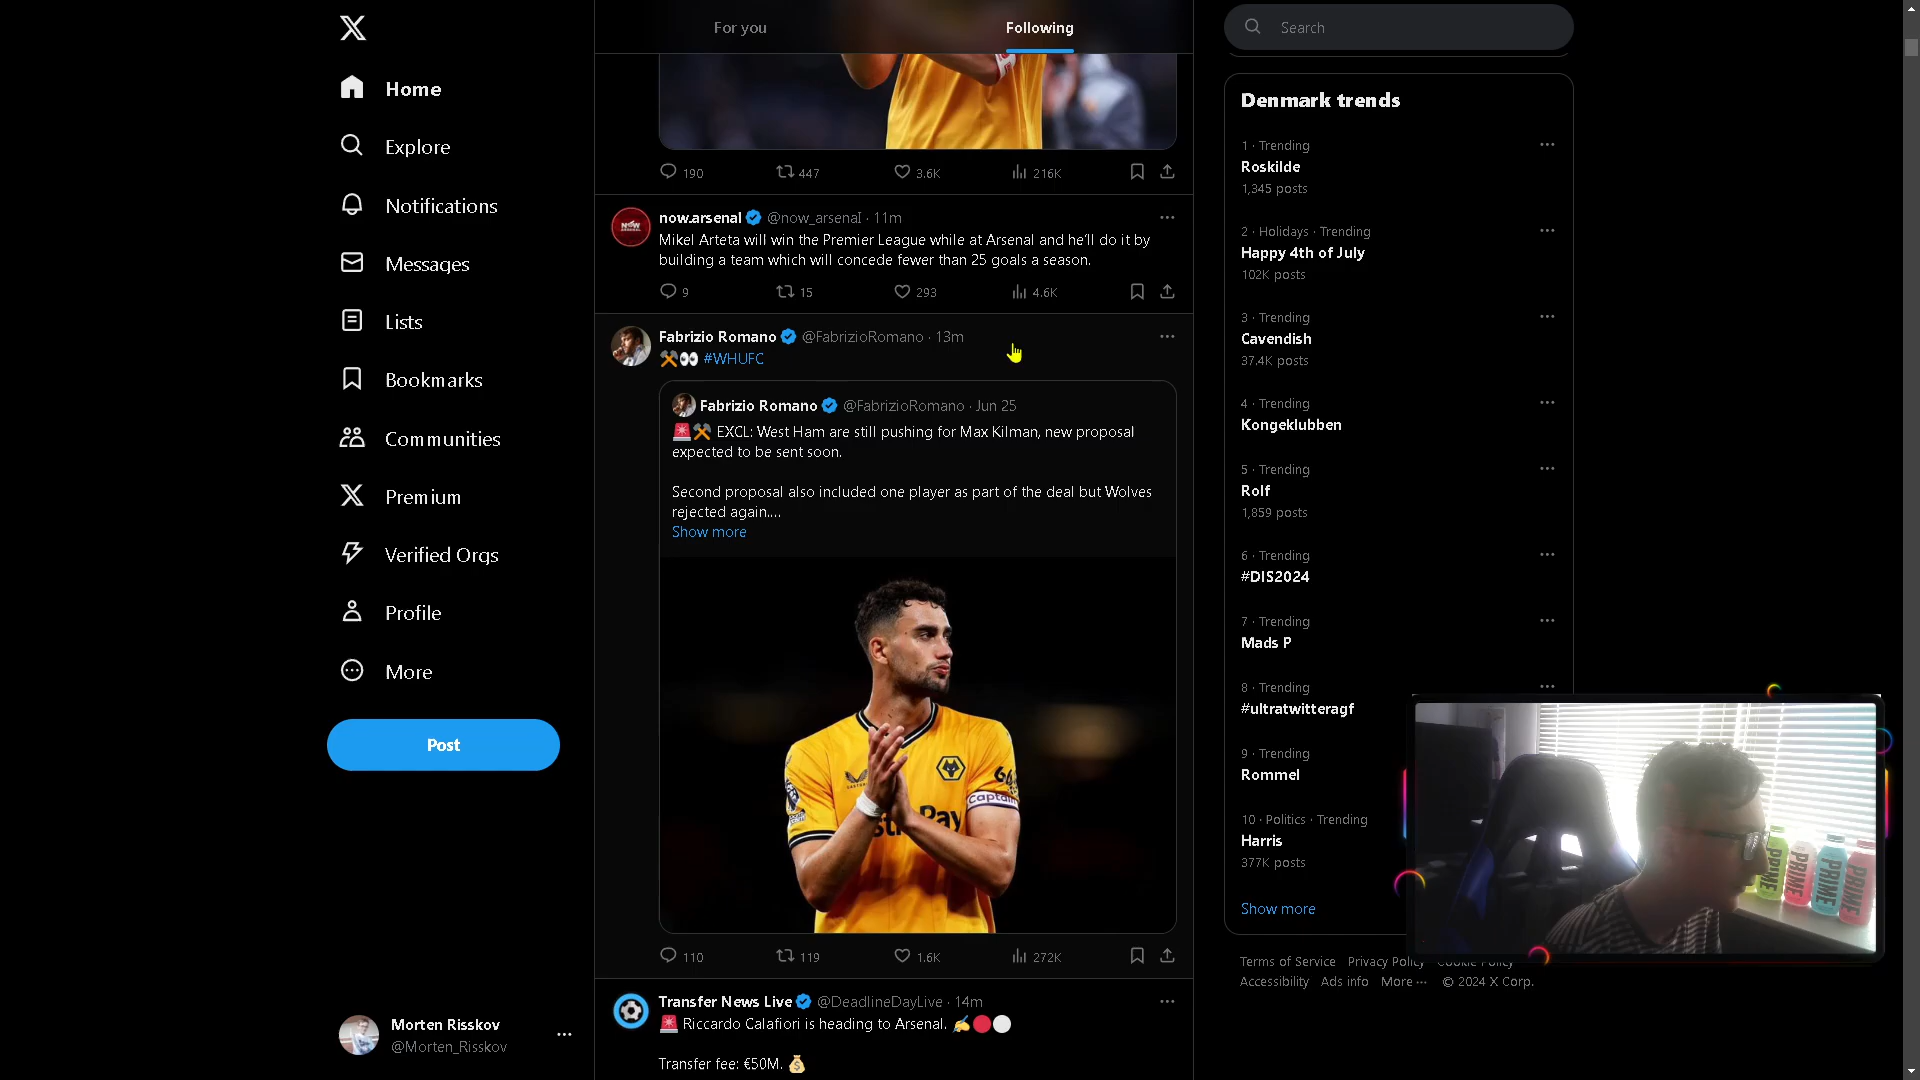 Home
Explore
Notifications
Messages
Lists
Bookmarks
Communities
Premium
Verified Orgs
Profile
More
Post
Morten Risskov
@Morten_Risskov
For you
Following
190 447 3.6K 216K
now.arsenal @now_arsenaI · 11m
Mikel Arteta will win the Premier League while at Arsenal and he'll do it by
building a team which will concede fewer than 25 goals a season.
9 15 293 4.6K
Fabrizio Romano @FabrizioRomano · 13m
#WHUFC
Fabrizio Romano @FabrizioRomano · Jun 25
EXCL: West Ham are still pushing for Max Kilman, new proposal
expected to be sent soon.
Second proposal also included one player as part of the deal but Wolves
rejected again....
Show more
Captain
110 119 1.6K 272K
Transfer News Live @DeadlineDayLive · 14m
Riccardo Calafiori is heading to Arsenal.
Transfer fee: €50M.
Search
Denmark trends
1 · Trending
Roskilde
1,345 posts
2 · Holidays · Trending
Happy 4th of July
102K posts
3 · Trending
Cavendish
37.4K posts
4 · Trending
Kongeklubben
5 · Trending
Rolf
1,859 posts
6 · Trending
#DIS2024
7 · Trending
Mads P
8 · Trending
#ultratwitteragf
9 · Trending
Rommel
10 · Politics · Trending
Harris
377K posts
Show more
Terms of Service Privacy Policy Cookie Policy
Accessibility Ads info More ··· © 2024 X Corp.
PRIME PRIME PRIME PRIME